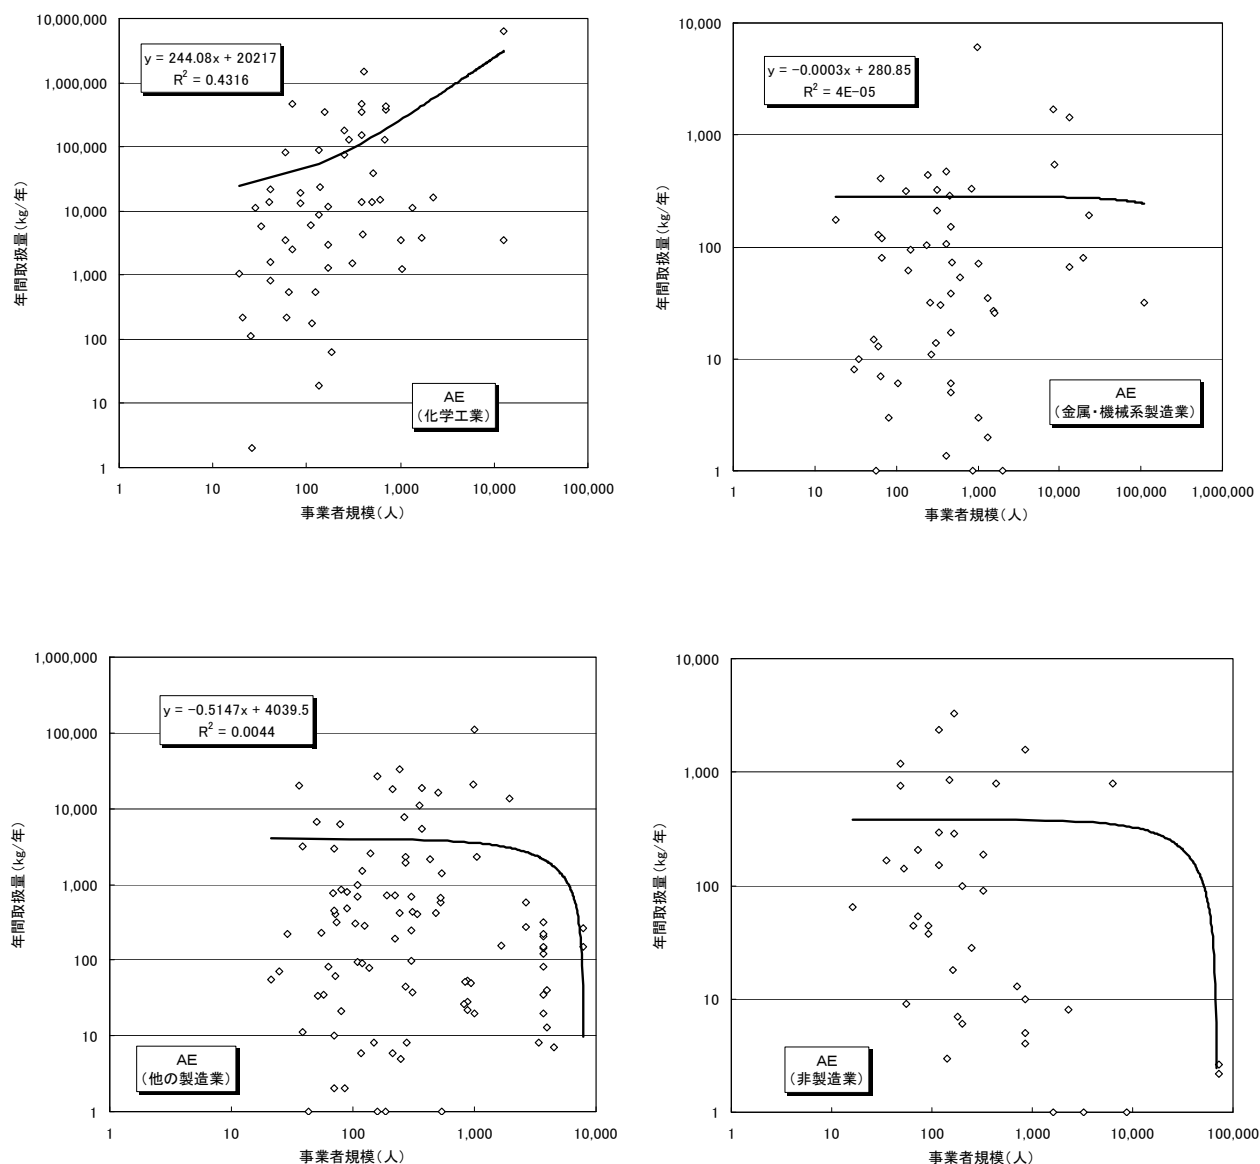 10,000,000
1,000,000
100,000
10,000
1,000
100
10
1
年間取扱量(kg/年)
y = 244.08x + 20217
R² = 0.4316
AE
(化学工業)
1 10 100 1,000 10,000 100,000
事業者規模(人)
10,000
1,000
100
10
1
年間取扱量(kg/年)
y = -0.0003x + 280.85
R² = 4E-05
AE
(金属・機械系製造業)
1 10 100 1,000 10,000 100,000 1,000,000
事業者規模(人)
1,000,000
100,000
10,000
1,000
100
10
1
年間取扱量(kg/年)
y = -0.5147x + 4039.5
R² = 0.0044
AE
(他の製造業)
1 10 100 1,000 10,000
事業者規模(人)
10,000
1,000
100
10
1
年間取扱量(kg/年)
AE
(非製造業)
1 10 100 1,000 10,000 100,000
事業者規模(人)